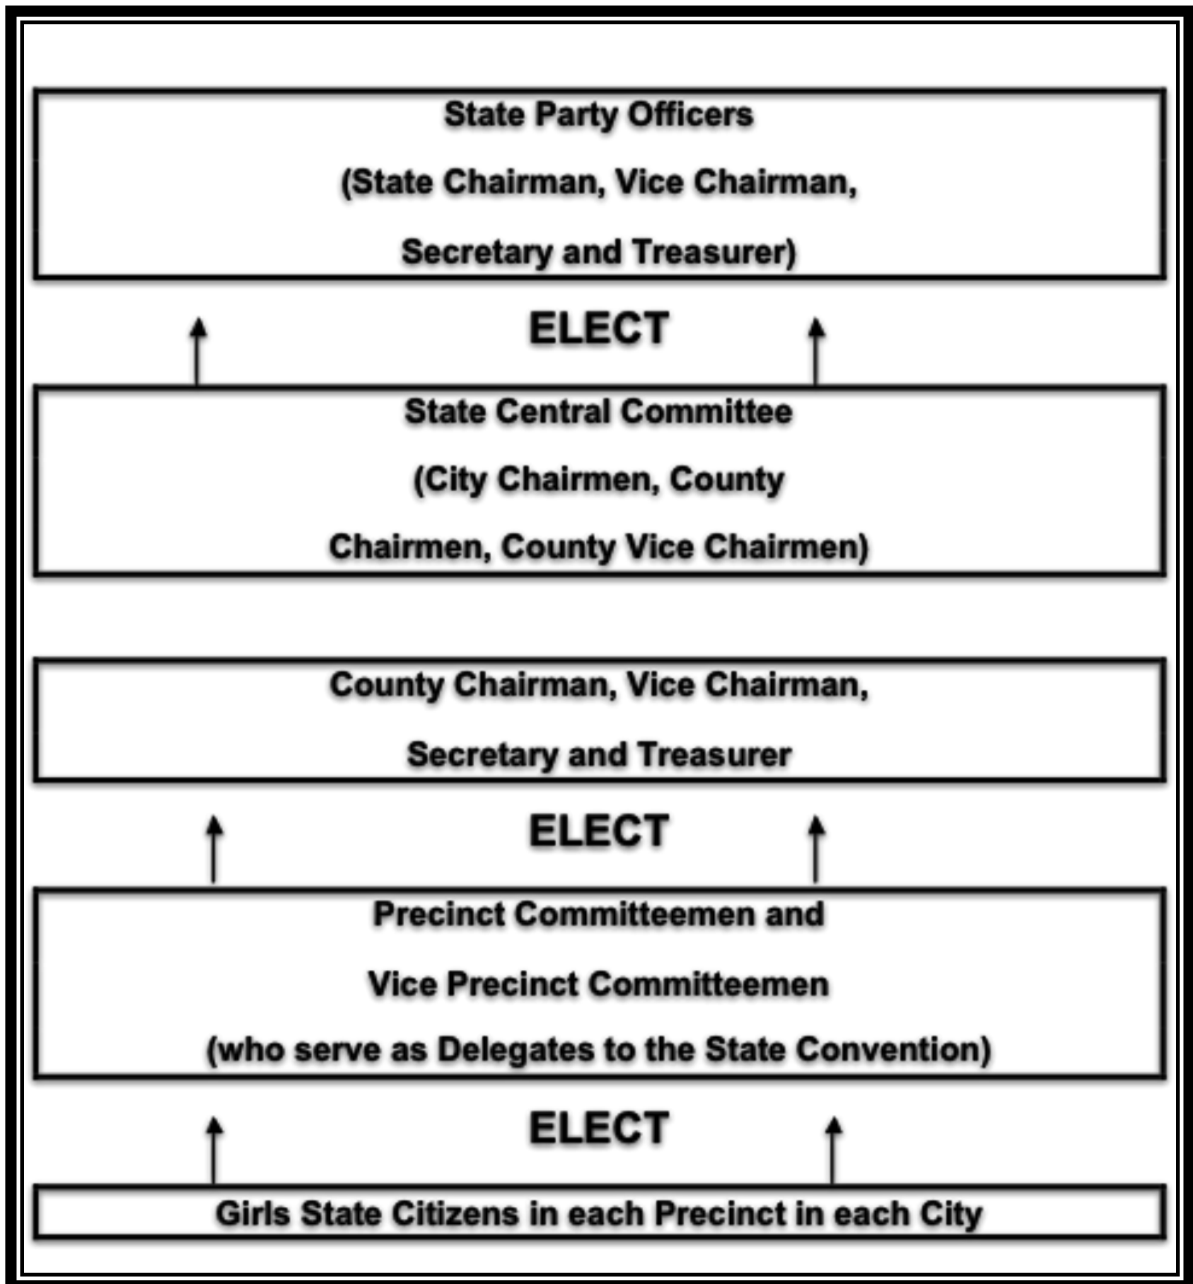 State Party Officers
(State Chairman, Vice Chairman,
Secretary and Treasurer)
ELECT
State Central Committee
(City Chairmen, County
Chairmen, County Vice Chairmen)
County Chairman, Vice Chairman,
Secretary and Treasurer
ELECT
Precinct Committeemen and
Vice Precinct Committeemen
(who serve as Delegates to the State Convention)
ELECT
Girls State Citizens in each Precinct in each City